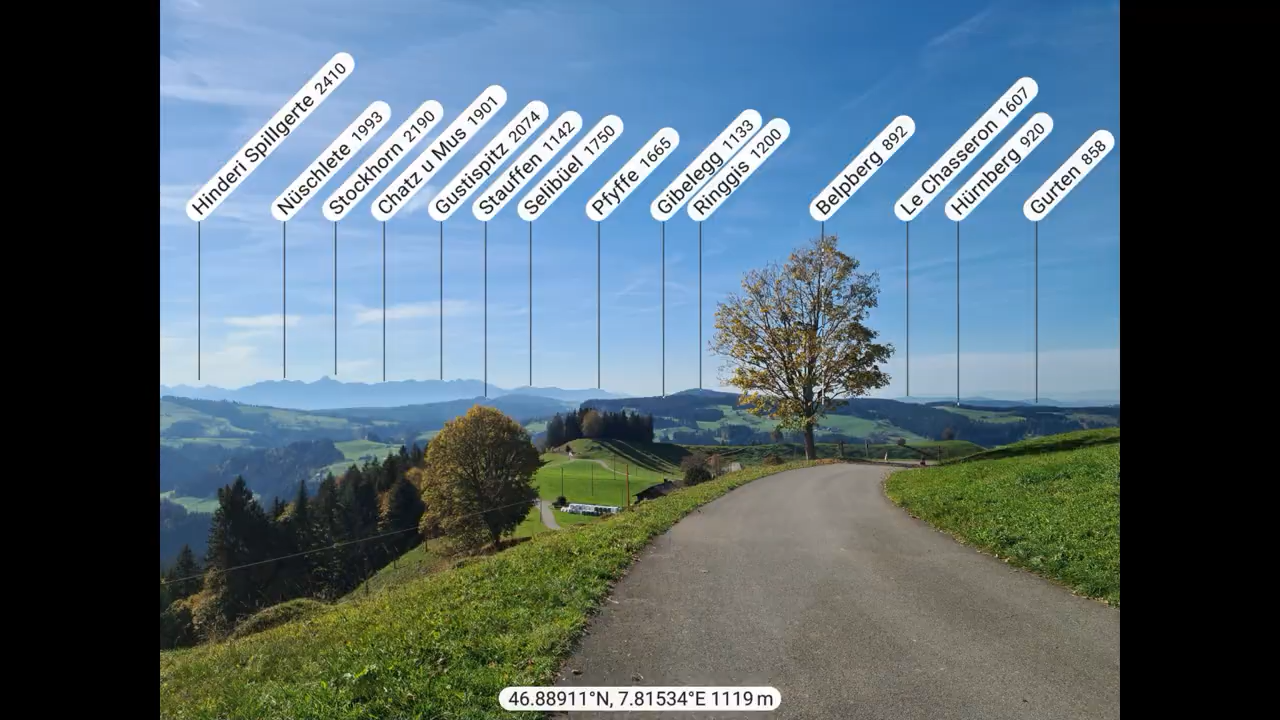 Hinderi Spillgerte 2410
Nüschlete 1993
Stockhorn 2190
Chatz u Mus 1901
Gustispitz 2074
Stauffen 1142
Selibüel 1750
Pfyffe 1665
Gibelegg 1133
Ringgis 1200
Belpberg 892
Le Chasseron 1607
Hürnberg 920
Gurten 858
46.88911°N, 7.81534°E 1119 m